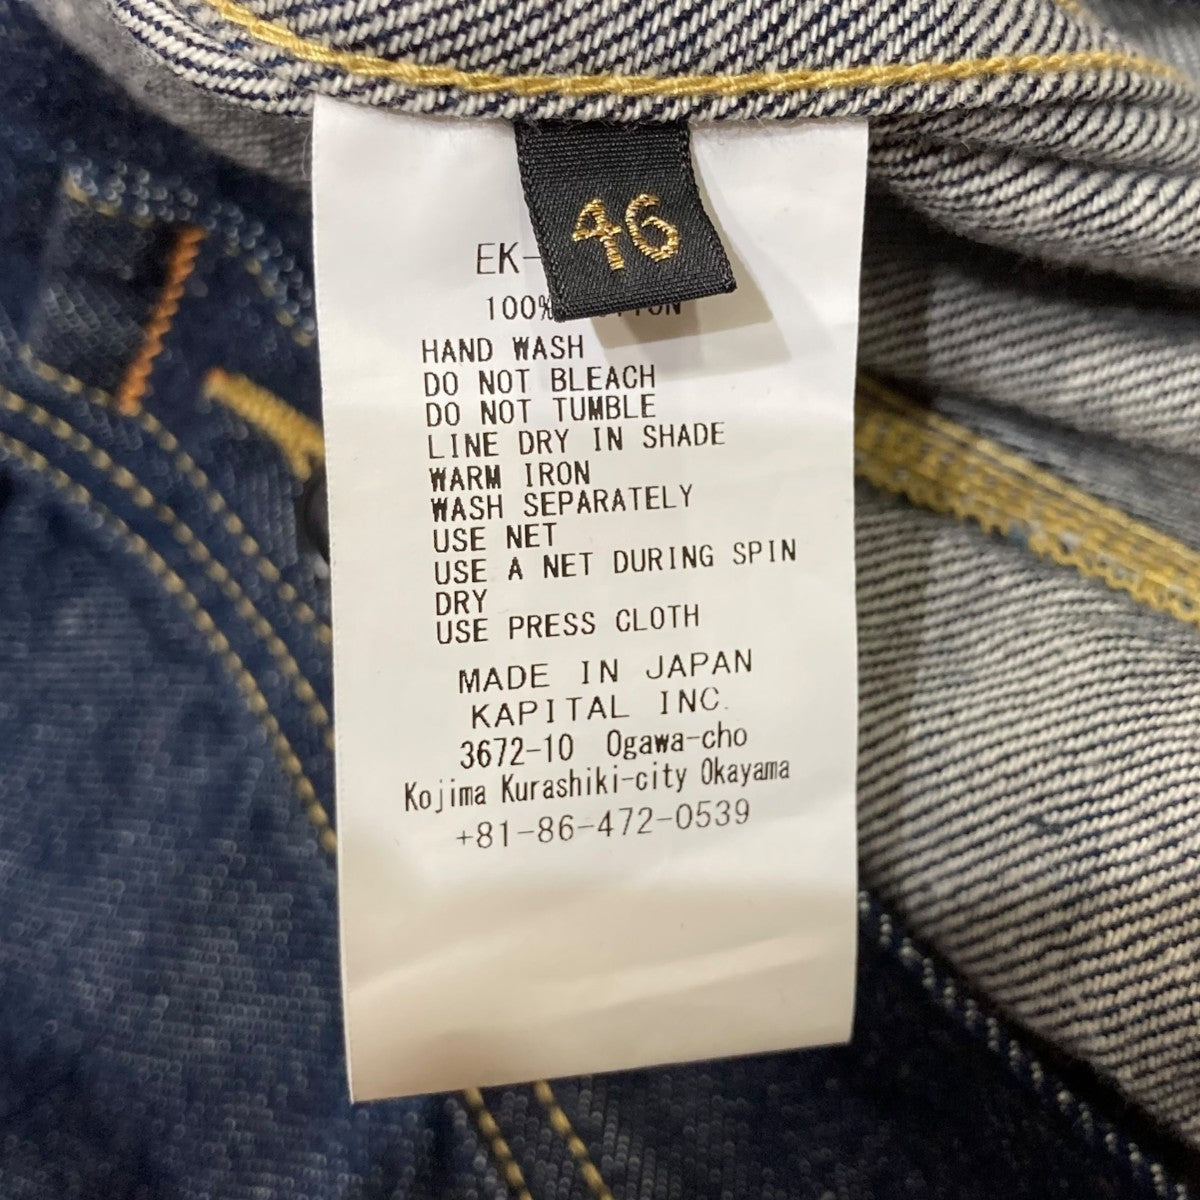 46
EK-
100%
HAND WASH
DO NOT BLEACH
DO NOT TUMBLE
LINE DRY IN SHADE
WARM IRON
WASH SEPARATELY
USE NET
USE A NET DURING SPIN
DRY
USE PRESS CLOTH
MADE IN JAPAN
KAPITAL INC.
3672-10 Ogawa-cho
Kojima Kurashiki-city Okayama
+81-86-472-0539